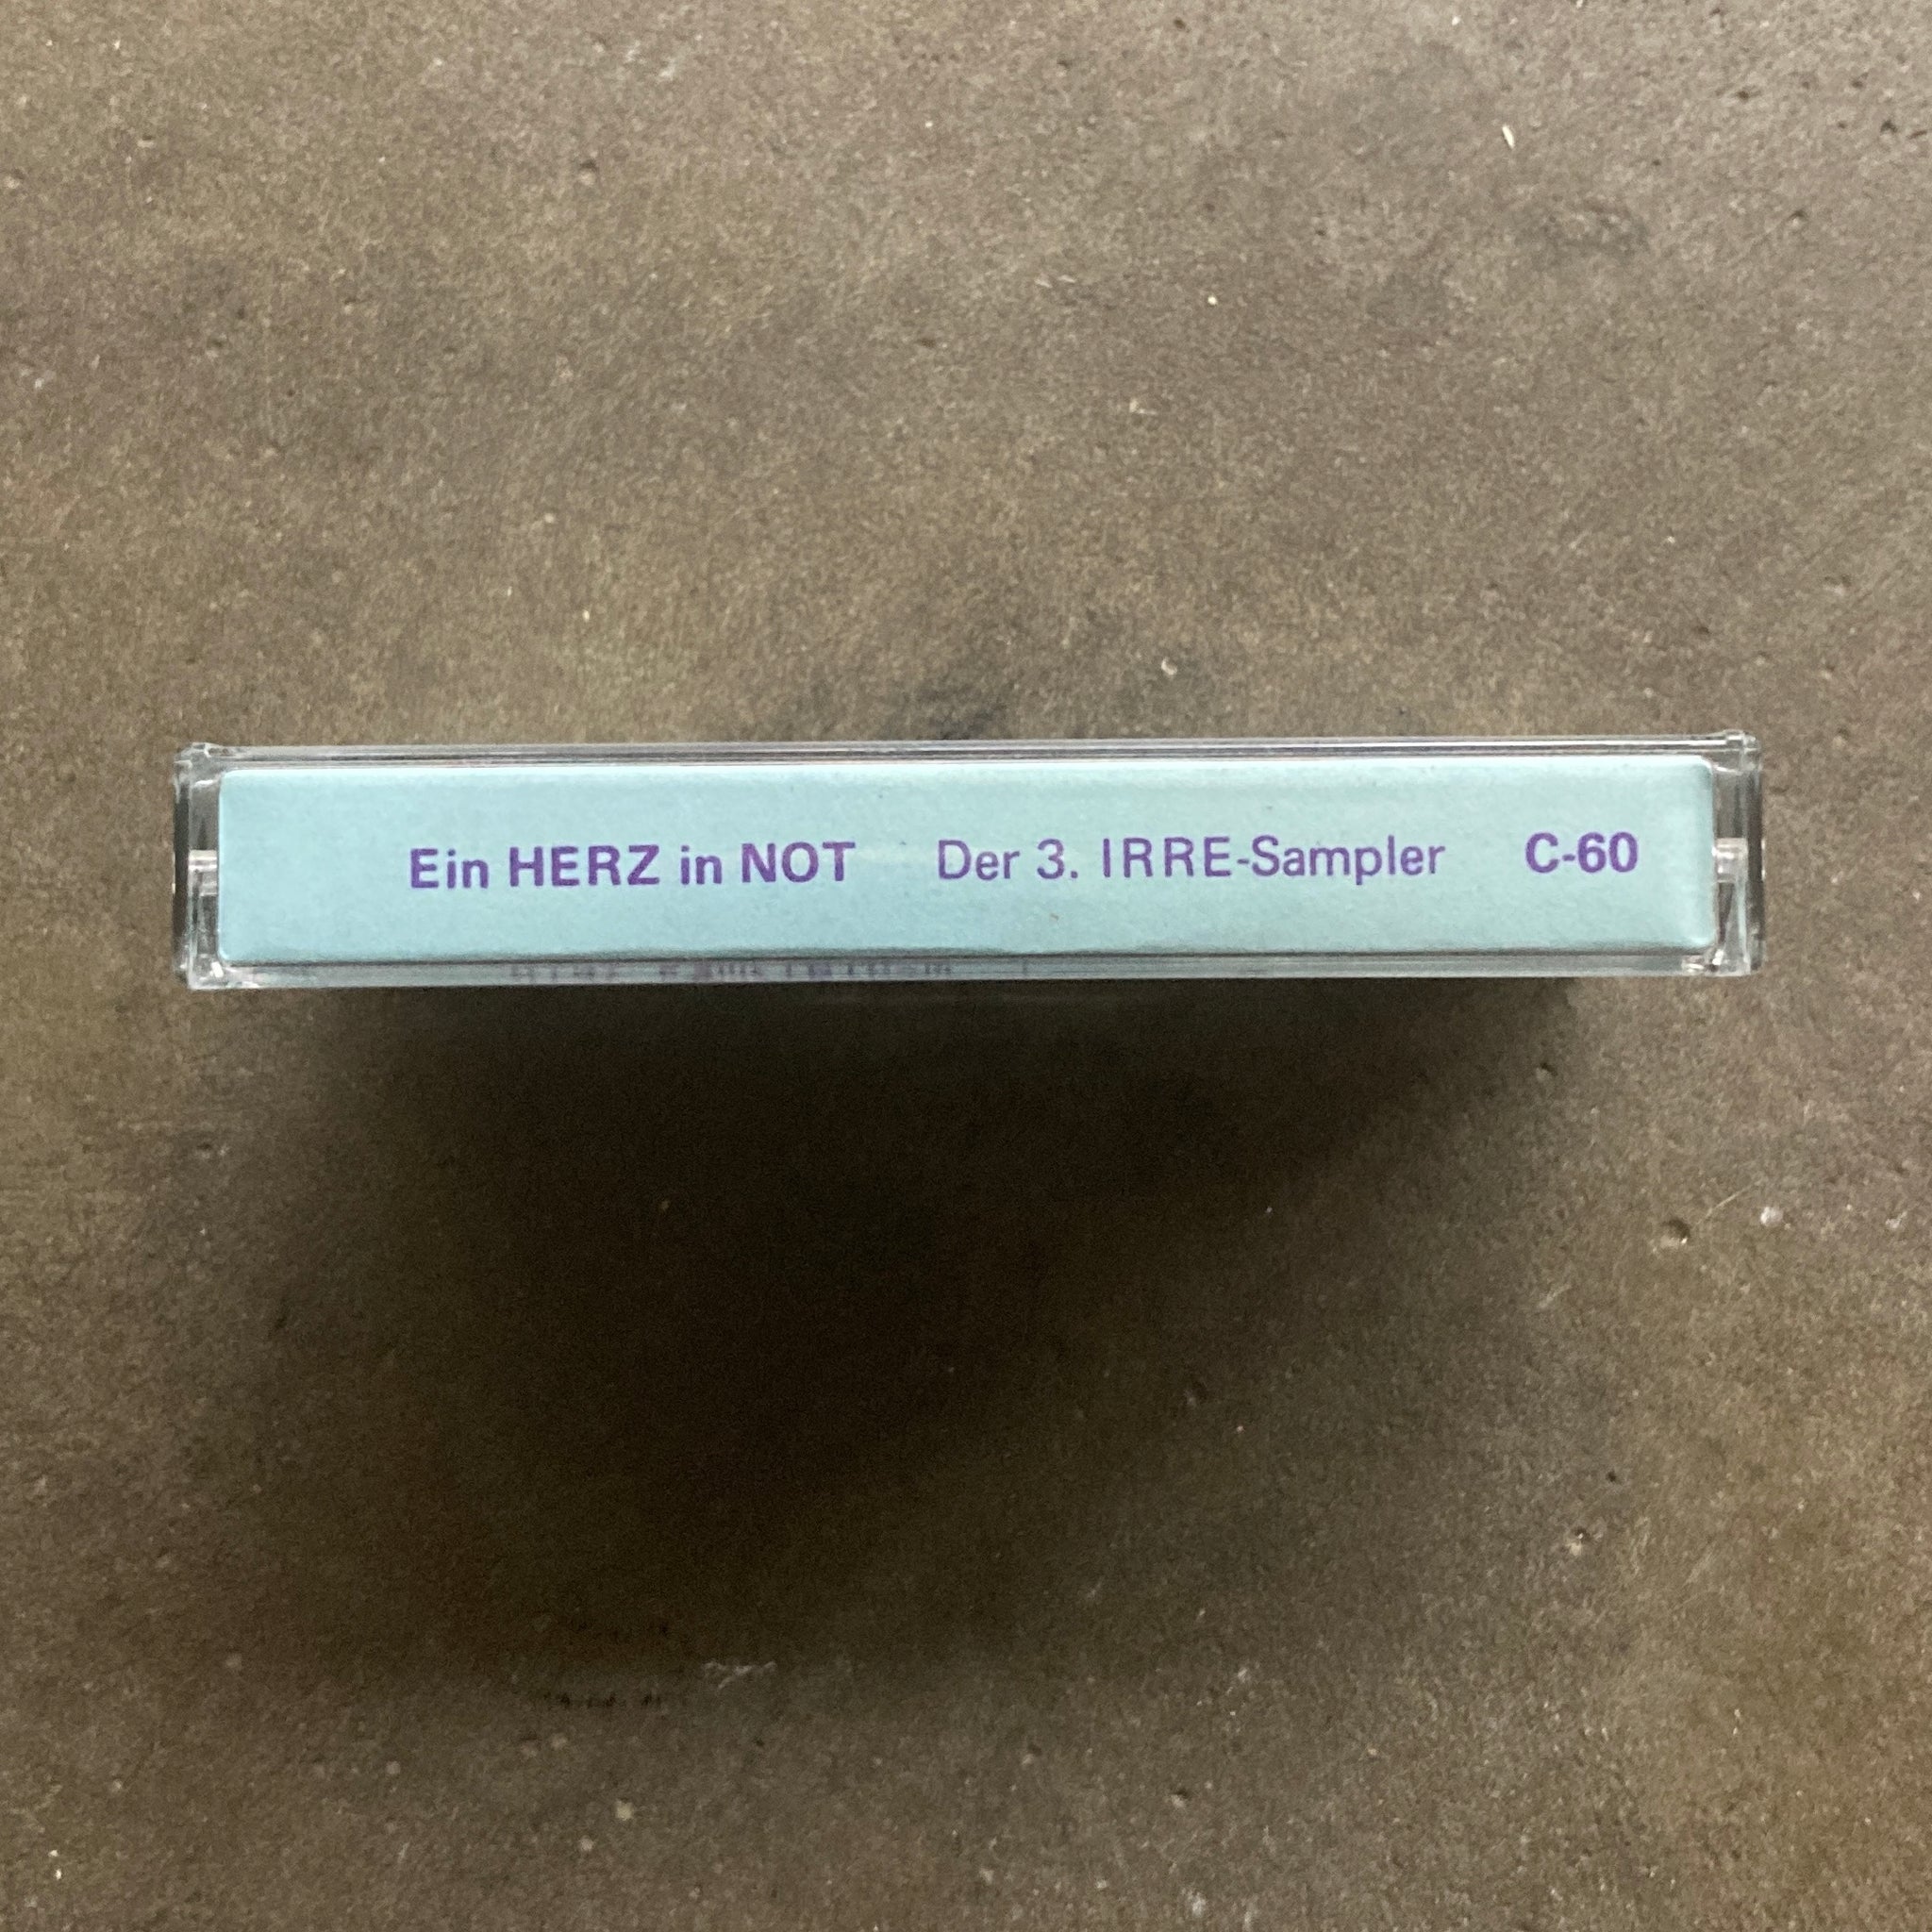 Ein HERZ in NOT Der 3. IRRE-Sampler C-60